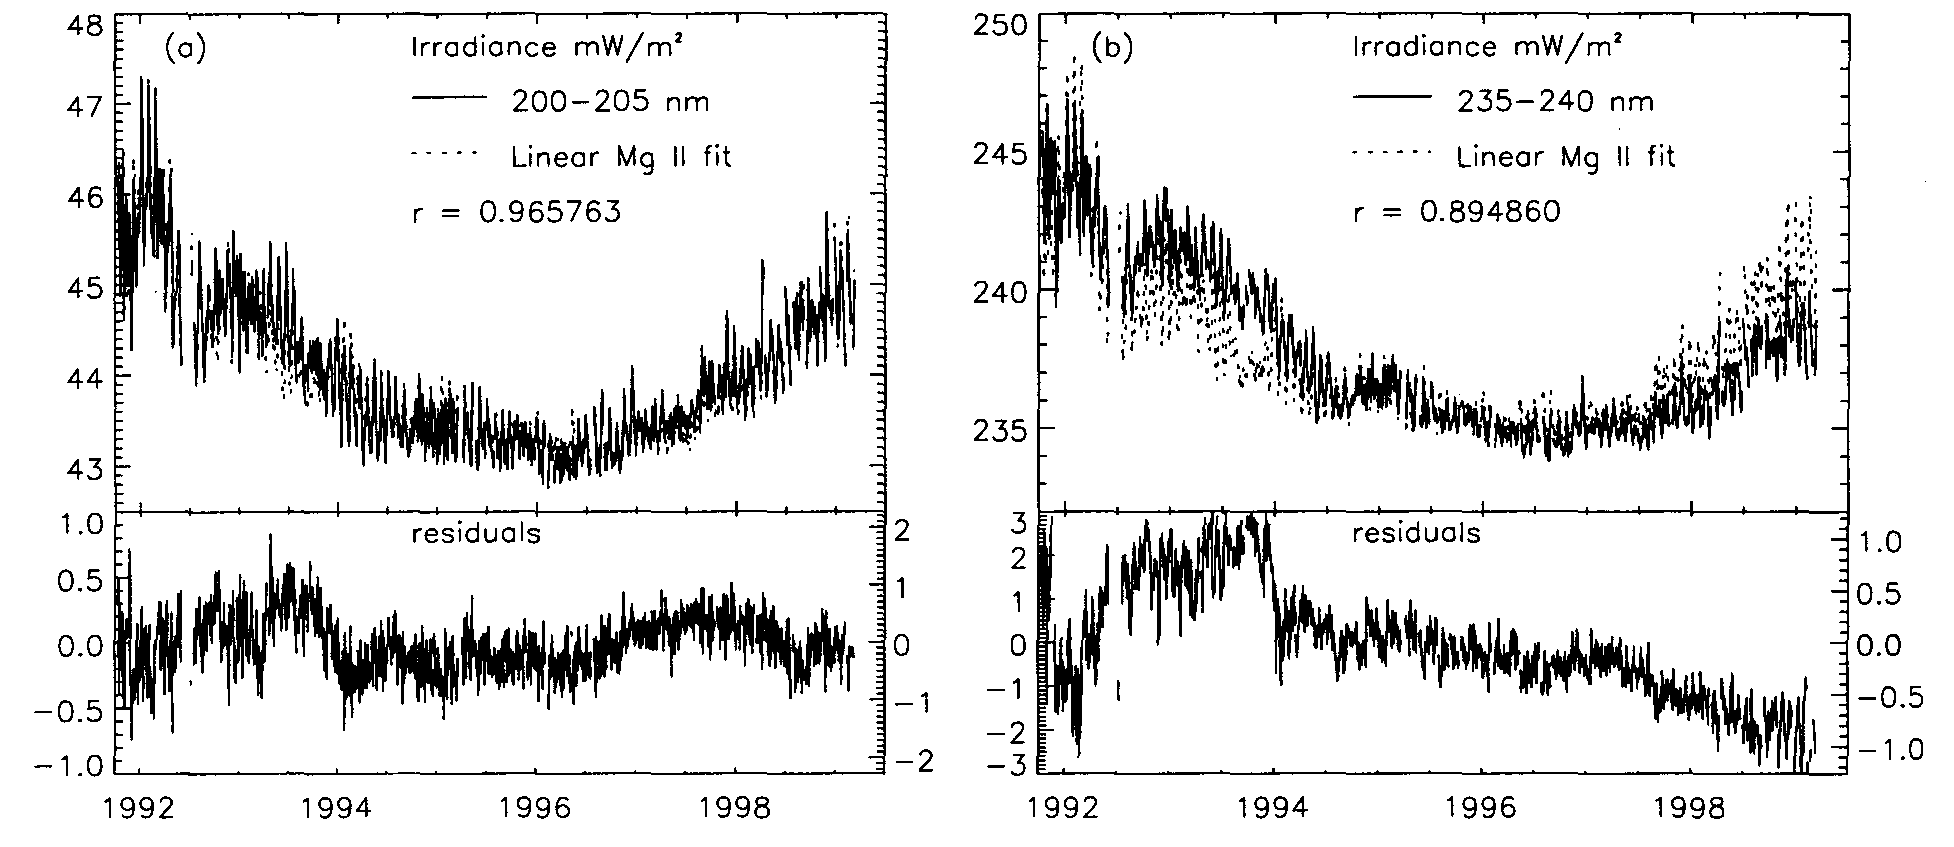 48
47
46
45
44
43
(a)
Irradiance mW/m²
200-205 nm
Linear Mg II fit
r = 0.965763
1.0
0.5
0.0
-0.5
-1.0
residuals
2
1
0
-1
-2
1992 1994 1996 1998
250
245
240
235
(b)
Irradiance mW/m²
235-240 nm
Linear Mg II fit
r = 0.894860
3
2
1
0
-1
-2
-3
residuals
1.0
0.5
0.0
-0.5
-1.0
1992 1994 1996 1998